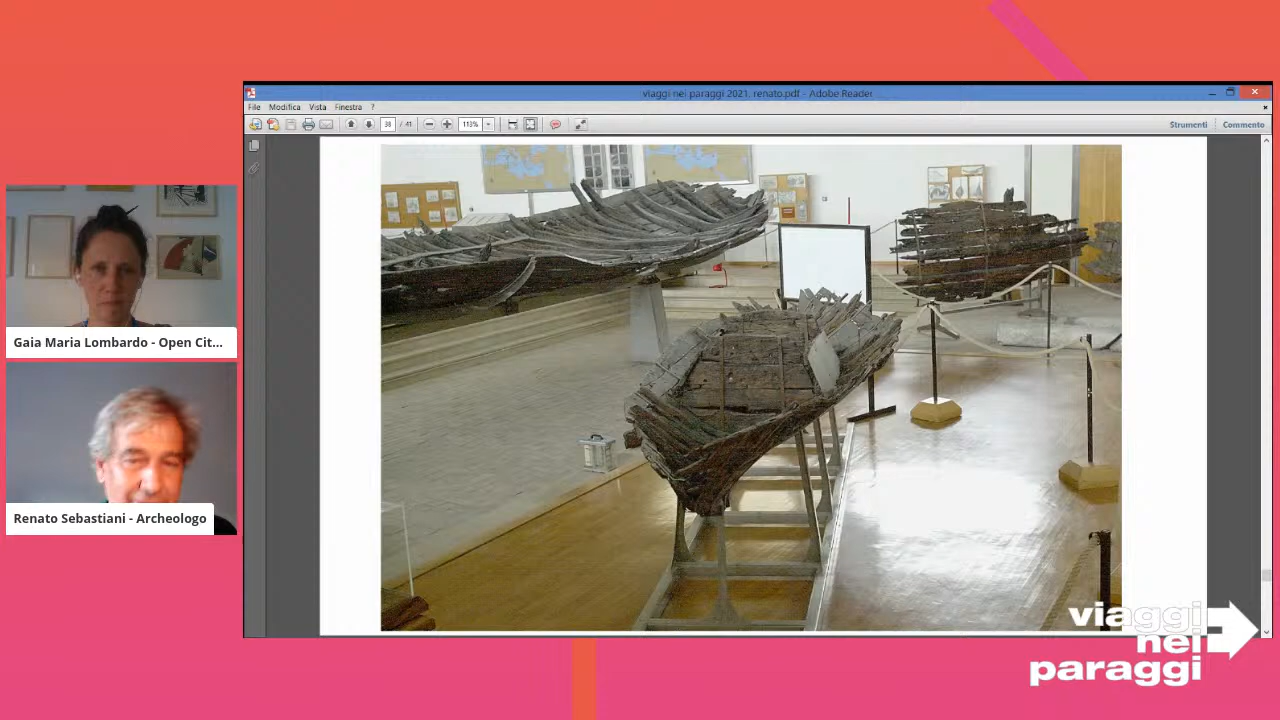 viaggi nei paraggi 2021. renato.pdf - Adobe Reader
File Modifica Vista Finestra ?
38 / 41 113% Strumenti Commento
Gaia Maria Lombardo - Open Cit...
Renato Sebastiani - Archeologo
viaggi
nei
paraggi